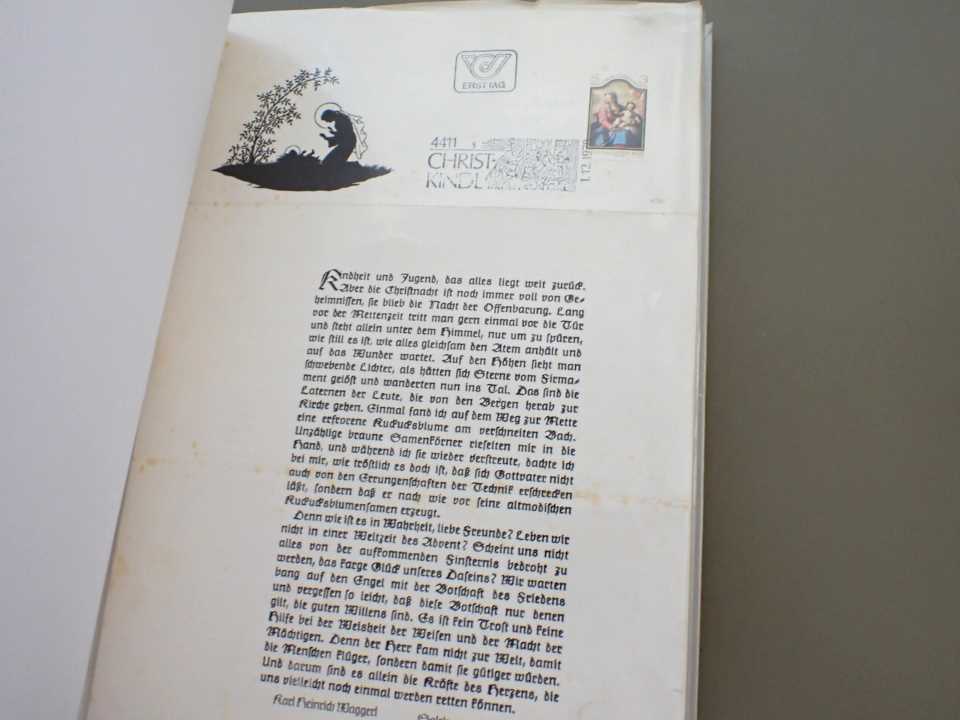 ERSTTAG
4411
CHRIST-
KINDL
1.12.1978
Kindheit und Jugend, das alles liegt weit zurück.
Aber die Christnacht ist noch immer voll von Ge-
heimnissen, sie blieb die Nacht der Offenbarung. Lang
vor der Mettenzeit tritt man gern einmal vor die Tür
und steht allein unter dem Himmel, nur um zu spüren,
wie still es ist, wie alles gleichsam den Atem anhält und
auf das Wunder wartet. Auf den Höhen sieht man
schwebende Lichter, als hätten sich Sterne vom Firma-
ment gelöst und wanderten nun ins Tal. Das sind die
Laternen der Leute, die von den Bergen herab zur
Kirche gehen. Einmal fand ich auf dem Weg zur Mette
eine erfrorene Kuckucksblume am verschneiten Bach.
Unzählige braune Samenkörner rieselten mir in die
Hand, und während ich sie wieder verstreute, dachte ich
bei mir, wie tröstlich es doch ist, daß sich Gottvater nicht
auch von den Errungenschaften der Technik erschrecken
läßt, sondern daß er nach wie vor seine altmodischen
Kuckucksblumensamen erzeugt.
Denn wie ist es in Wahrheit, liebe Freunde? Leben wir
nicht in einer Weltzeit des Advent? Scheint uns nicht
alles von der aufkommenden Finsternis bedroht zu
werden, das karge Glück unseres Daseins? Wir warten
bang auf den Engel mit der Botschaft des Friedens
und vergessen so leicht, daß diese Botschaft nur denen
gilt, die guten Willens sind. Es ist kein Trost und keine
Hilfe bei der Weisheit der Weisen und der Macht der
Mächtigen. Denn der Herr kam nicht zur Welt, damit
die Menschen klüger, sondern damit sie gütiger würden.
Und darum sind es allein die Kräfte des Herzens, die
uns vielleicht noch einmal werden retten können.
Karl Heinrich Waggerl